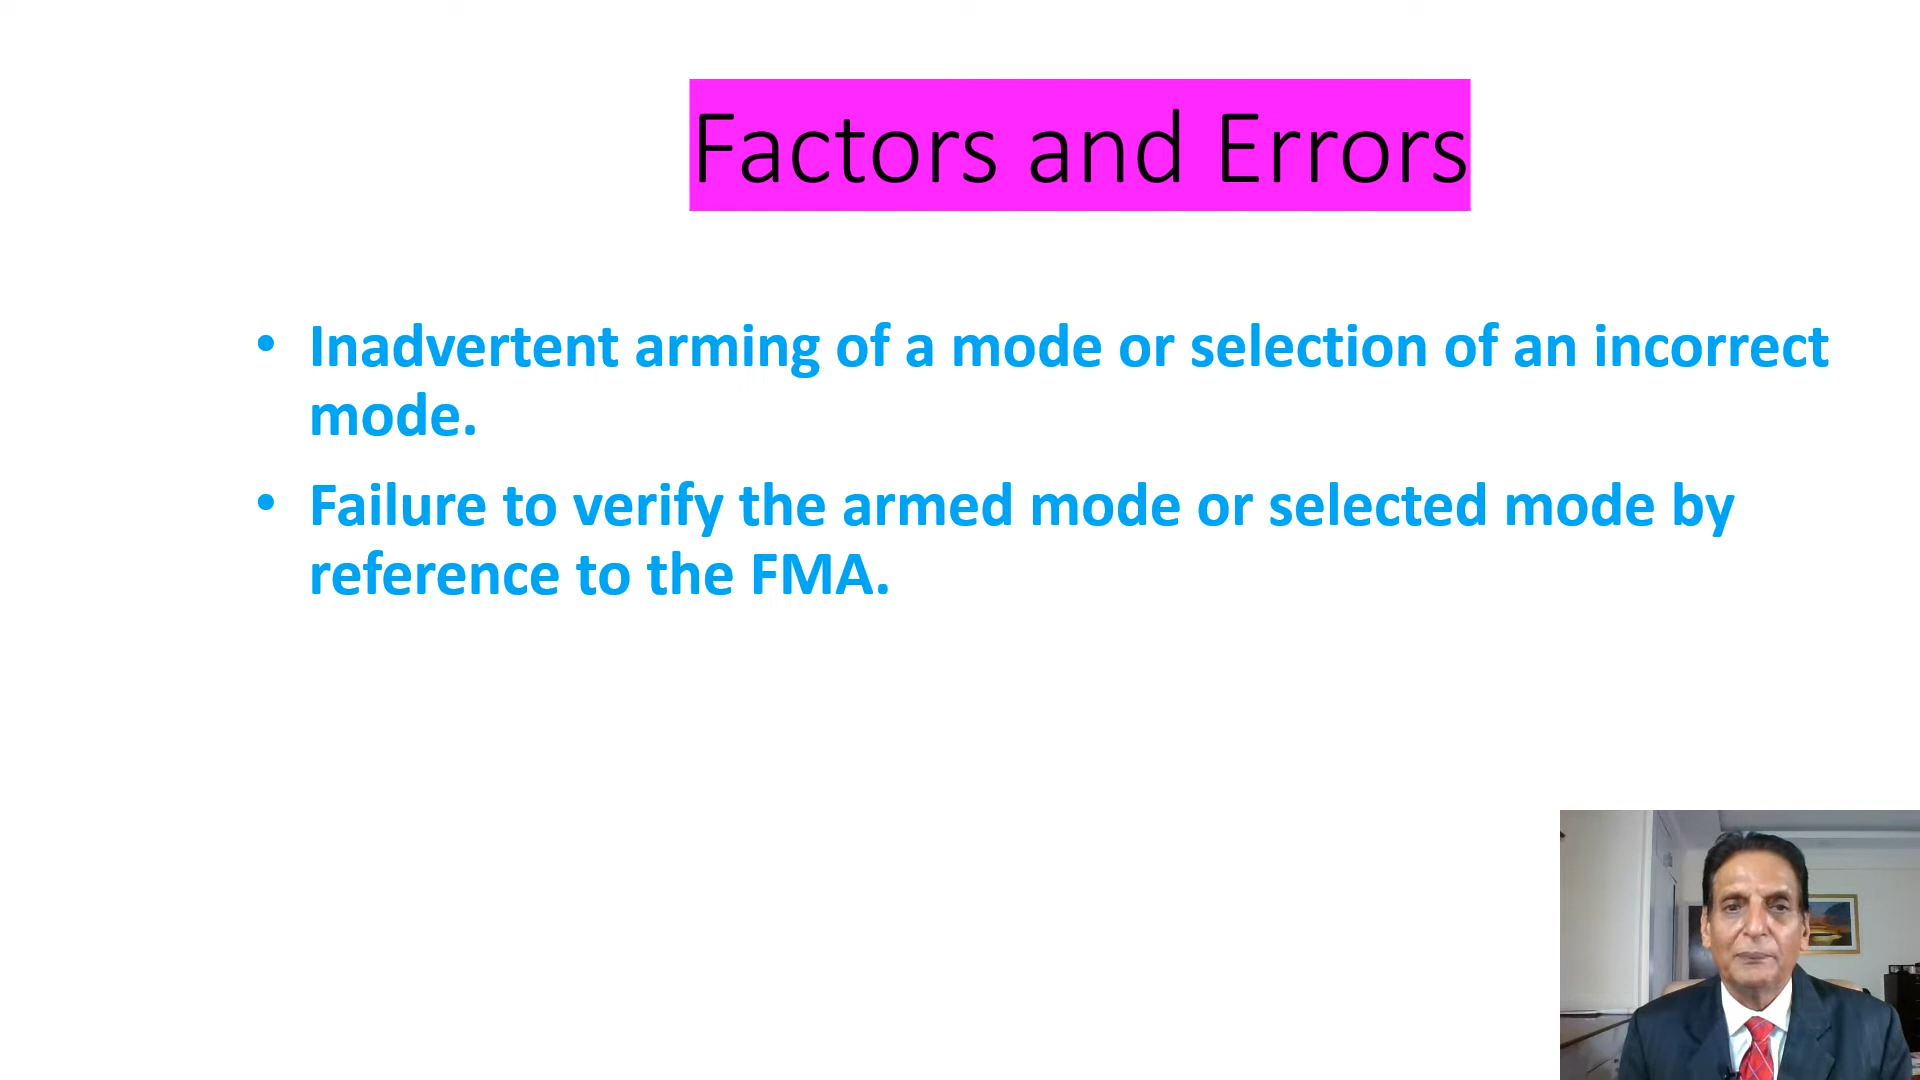 Factors and Errors
• Inadvertent arming of a mode or selection of an incorrect
mode.
• Failure to verify the armed mode or selected mode by
reference to the FMA.